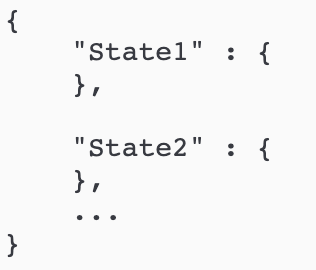 {
    "State1" : {
    },

    "State2" : {
    },
    ...
}